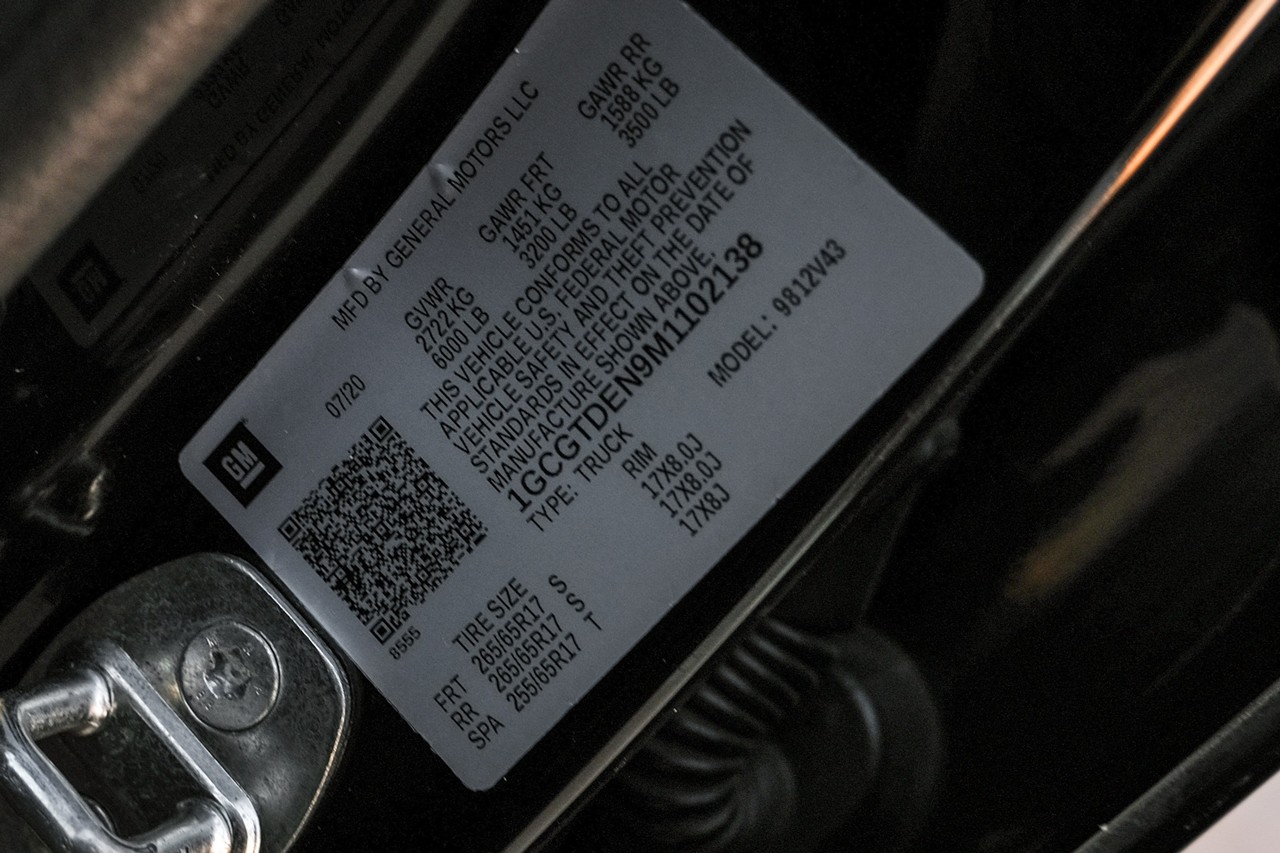 GM
MFD BY GENERAL MOTORS LLC
07/20
GVWR GAWR FRT GAWR RR
2722 KG 1451 KG 1588 KG
6000 LB 3200 LB 3500 LB
THIS VEHICLE CONFORMS TO ALL
APPLICABLE U.S. FEDERAL MOTOR
VEHICLE SAFETY AND THEFT PREVENTION
STANDARDS IN EFFECT ON THE DATE OF
MANUFACTURE SHOWN ABOVE.
1GCGTDEN9M1102138
TYPE: TRUCK MODEL: 9812V43
8555
TIRE SIZE RIM
FRT 265/65R17 S 17X8.0J
RR 265/65R17 S 17X8.0J
SPA 255/65R17 T 17X8J